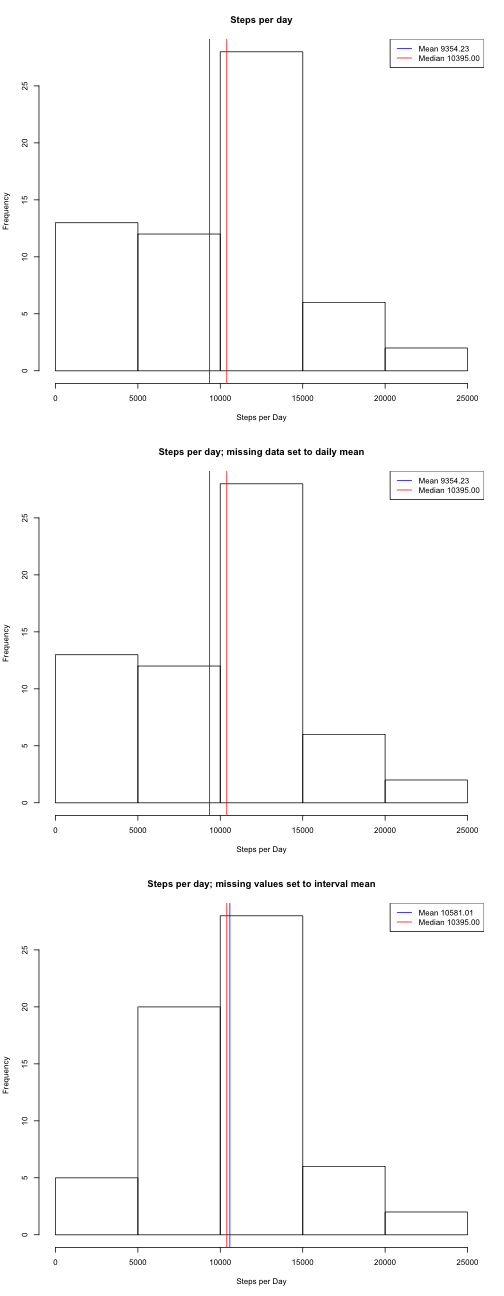 Steps per day
Mean 9354.23
Median 10395.00
Frequency
25
20
15
10
5
0
0 5000 10000 15000 20000 25000
Steps per Day
Steps per day; missing data set to daily mean
Mean 9354.23
Median 10395.00
Frequency
25
20
15
10
5
0
0 5000 10000 15000 20000 25000
Steps per Day
Steps per day; missing values set to interval mean
Mean 10581.01
Median 10395.00
Frequency
25
20
15
10
5
0
0 5000 10000 15000 20000 25000
Steps per Day